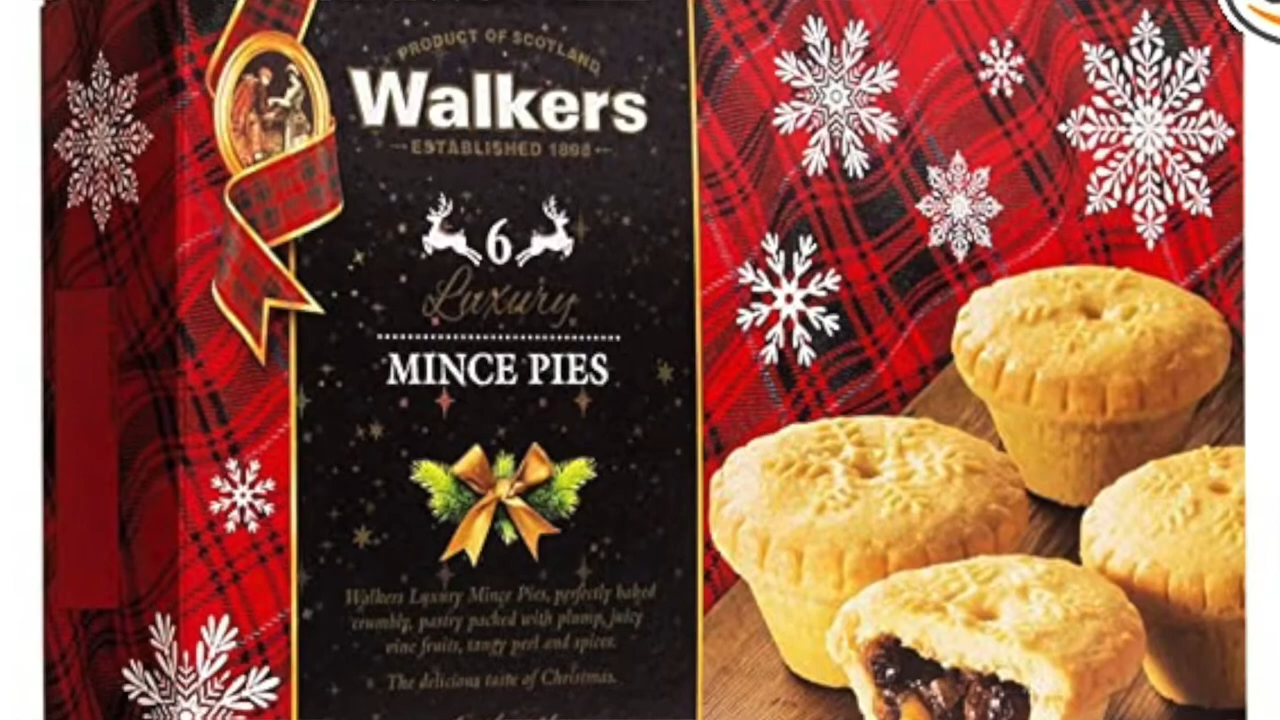 PRODUCT OF SCOTLAND
Walkers
ESTABLISHED 1898
6
Luxury
MINCE PIES
Walkers Luxury Mince Pies, perfectly baked
crumbly, pastry packed with plump, juicy
vine fruits, tangy peel and spices.
The delicious taste of Christmas.